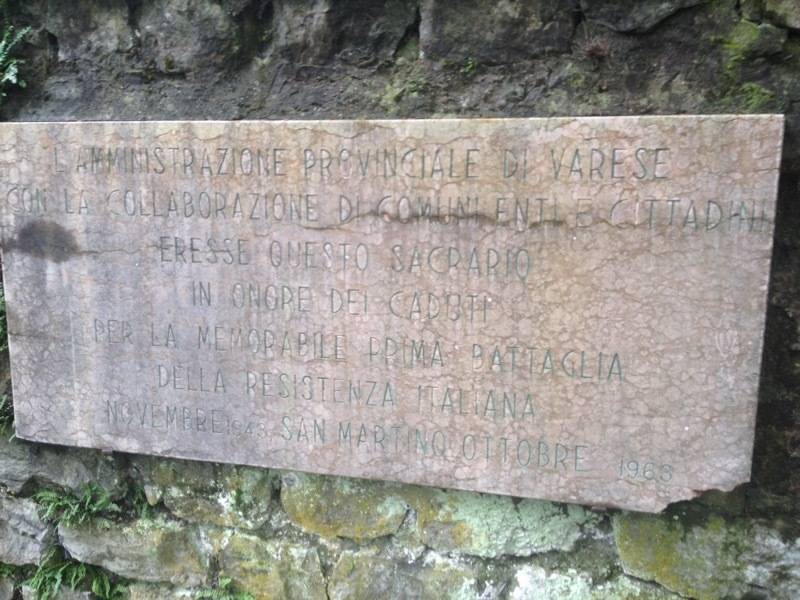 L'AMMINISTRAZIONE PROVINCIALE DI VARESE
CON LA COLLABORAZIONE DI COMUNI ENTI E CITTADINI
ERESSE QUESTO SACRARIO
IN ONORE DEI CADUTI
PER LA MEMORABILE PRIMA BATTAGLIA
DELLA RESISTENZA ITALIANA
NOVEMBRE 1943 SAN MARTINO OTTOBRE 1963